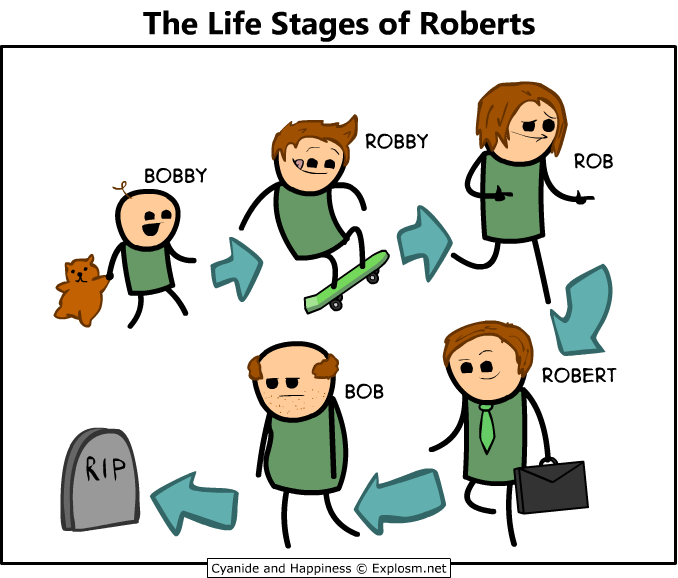 The Life Stages of Roberts
BOBBY
ROBBY
ROB
ROBERT
BOB
RIP
Cyanide and Happiness © Explosm.net